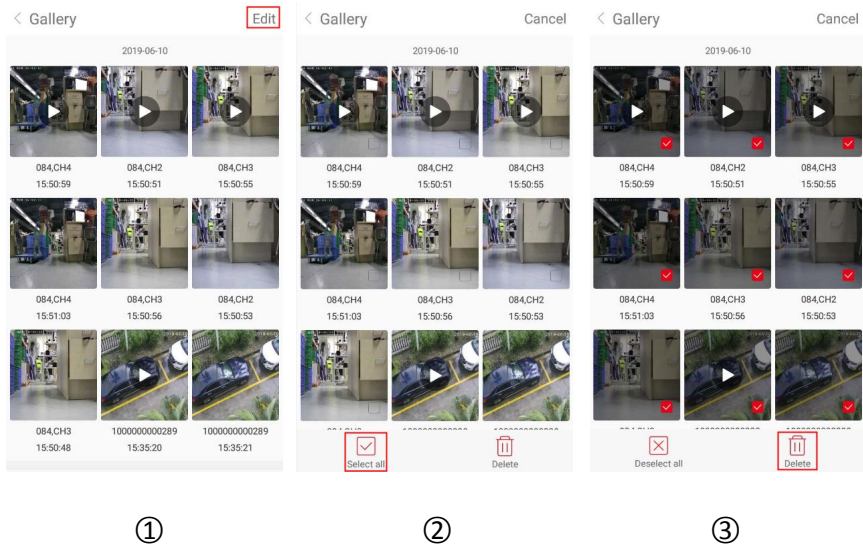 Gallery Edit
2019-06-10
084,CH4 084,CH2 084,CH3
15:50:59 15:50:51 15:50:55
084,CH4 084,CH3 084,CH2
15:51:03 15:50:56 15:50:53
084,CH3 1000000000289 1000000000289
15:50:48 15:35:20 15:35:21
①
Gallery Cancel
2019-06-10
084,CH4 084,CH2 084,CH3
15:50:59 15:50:51 15:50:55
084,CH4 084,CH3 084,CH2
15:51:03 15:50:56 15:50:53
Select all Delete
②
Gallery Cancel
2019-06-10
084,CH4 084,CH2 084,CH3
15:50:59 15:50:51 15:50:55
084,CH4 084,CH3 084,CH2
15:51:03 15:50:56 15:50:53
Deselect all Delete
③